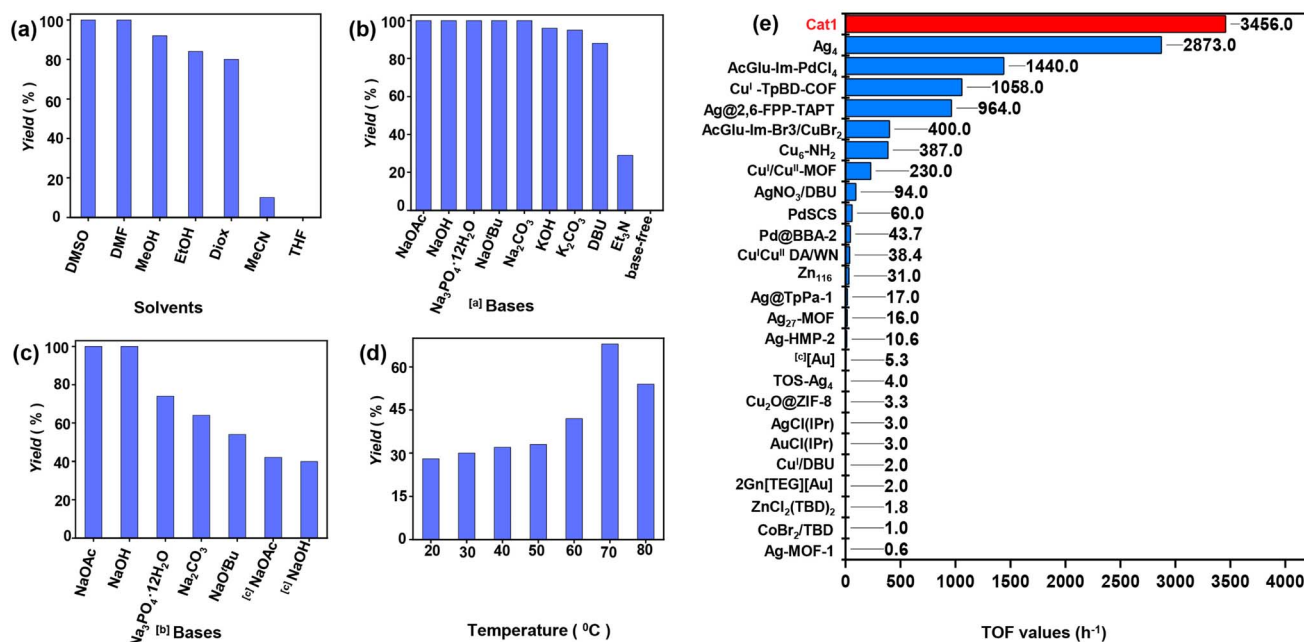 (a)
Yield ( % )
100
80
60
40
20
0
DMSO
DMF
MeOH
EtOH
Diox
MeCN
THF
Solvents
(b)
Yield ( % )
100
80
60
40
20
0
NaOAc
NaOH
Na₃PO₄·12H₂O
NaOᵗBu
Na₂CO₃
KOH
K₂CO₃
DBU
Et₃N
base-free
[a] Bases
(c)
Yield ( % )
100
80
60
40
20
0
NaOAc
NaOH
Na₃PO₄·12H₂O
Na₂CO₃
NaOᵗBu
[c] NaOAc
[c] NaOH
[b] Bases
(d)
Yield ( % )
60
45
30
15
0
20 30 40 50 60 70 80
Temperature ( ⁰C )
(e)
Cat1 3456.0
Ag₄ 2873.0
AcGlu-Im-PdCl₄ 1440.0
Cuᴵ -TpBD-COF 1058.0
Ag@2,6-FPP-TAPT 964.0
AcGlu-Im-Br3/CuBr₂ 400.0
Cu₆-NH₂ 387.0
Cuᴵ/Cuᴵᴵ-MOF 230.0
AgNO₃/DBU 94.0
PdSCS 60.0
Pd@BBA-2 43.7
CuᴵCuᴵᴵ DA/WN 38.4
Zn₁₁₆ 31.0
Ag@TpPa-1 17.0
Ag₂₇-MOF 16.0
Ag-HMP-2 10.6
[c][Au] 5.3
TOS-Ag₄ 4.0
Cu₂O@ZIF-8 3.3
AgCl(IPr) 3.0
AuCl(IPr) 3.0
Cuᴵ/DBU 2.0
2Gn[TEG][Au] 2.0
ZnCl₂(TBD)₂ 1.8
CoBr₂/TBD 1.0
Ag-MOF-1 0.6
0 500 1000 1500 2000 2500 3000 3500 4000
TOF values (h⁻¹)